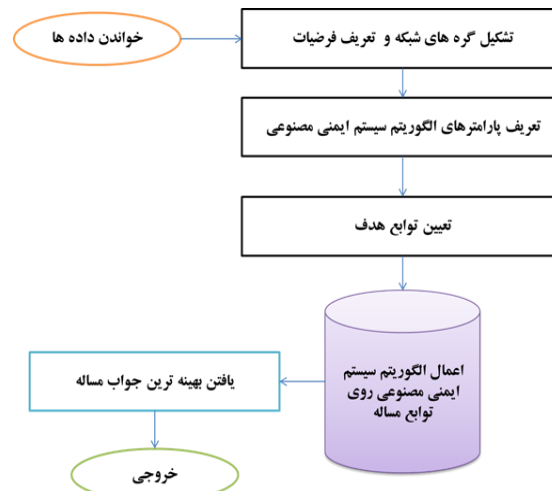 خواندن داده ها
تشکیل گره های شبکه و تعریف فرضیات
تعریف پارامترهای الگوریتم سیستم ایمنی مصنوعی
تعیین توابع هدف
اعمال الگوریتم سیستم
ایمنی مصنوعی روی
توابع مساله
یافتن بهینه ترین جواب مساله
خروجی